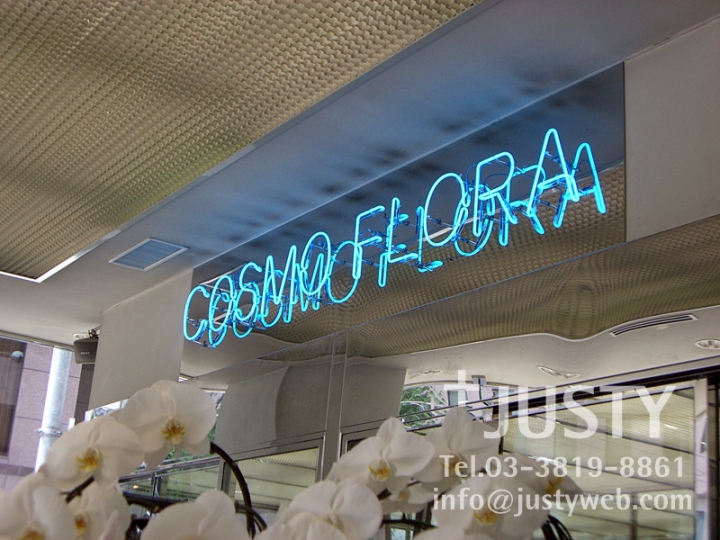 COSMO FLORA
JUSTY
Tel.03-3819-8861
info@justyweb.com